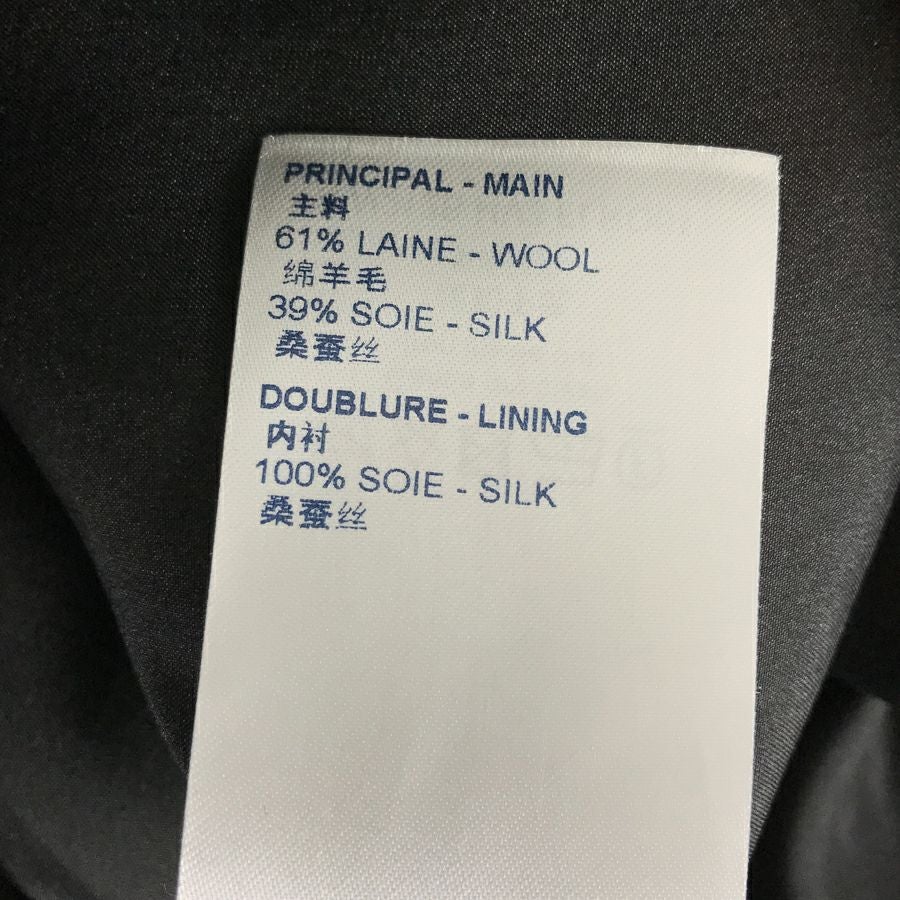 PRINCIPAL - MAIN
主料
61% LAINE - WOOL
绵羊毛
39% SOIE - SILK
桑蚕丝
DOUBLURE - LINING
内衬
100% SOIE - SILK
桑蚕丝